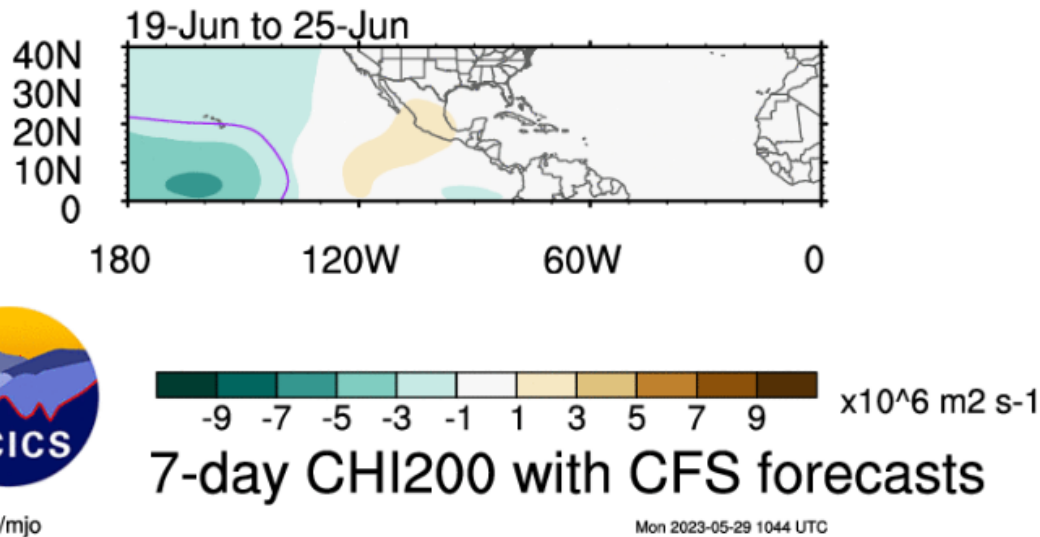 19-Jun to 25-Jun
40N
30N
20N
10N
0
180 120W 60W 0
CICS
-9 -7 -5 -3 -1 1 3 5 7 9
x10^6 m2 s-1
7-day CHI200 with CFS forecasts
/mjo
Mon 2023-05-29 1044 UTC